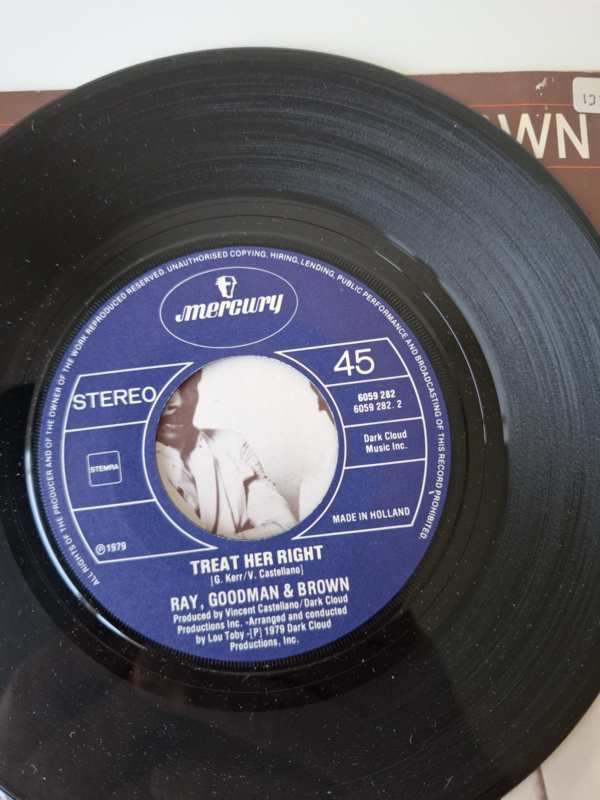 OWN
ALL RIGHTS OF THE PRODUCER AND OF THE OWNER OF THE WORK REPRODUCED RESERVED. UNAUTHORISED COPYING, HIRING, LENDING, PUBLIC PERFORMANCE AND BROADCASTING OF THIS RECORD PROHIBITED.
mercury
STEREO
45
6059 282
6059 282. 2
Dark Cloud
Music Inc.
STEMRA
MADE IN HOLLAND
℗1979
TREAT HER RIGHT
[G. Kerr/V. Castellano]
RAY, GOODMAN & BROWN
Produced by Vincent Castellano/Dark Cloud
Productions Inc. -Arranged and conducted
by Lou Toby -[P] 1979 Dark Cloud
Productions, Inc.